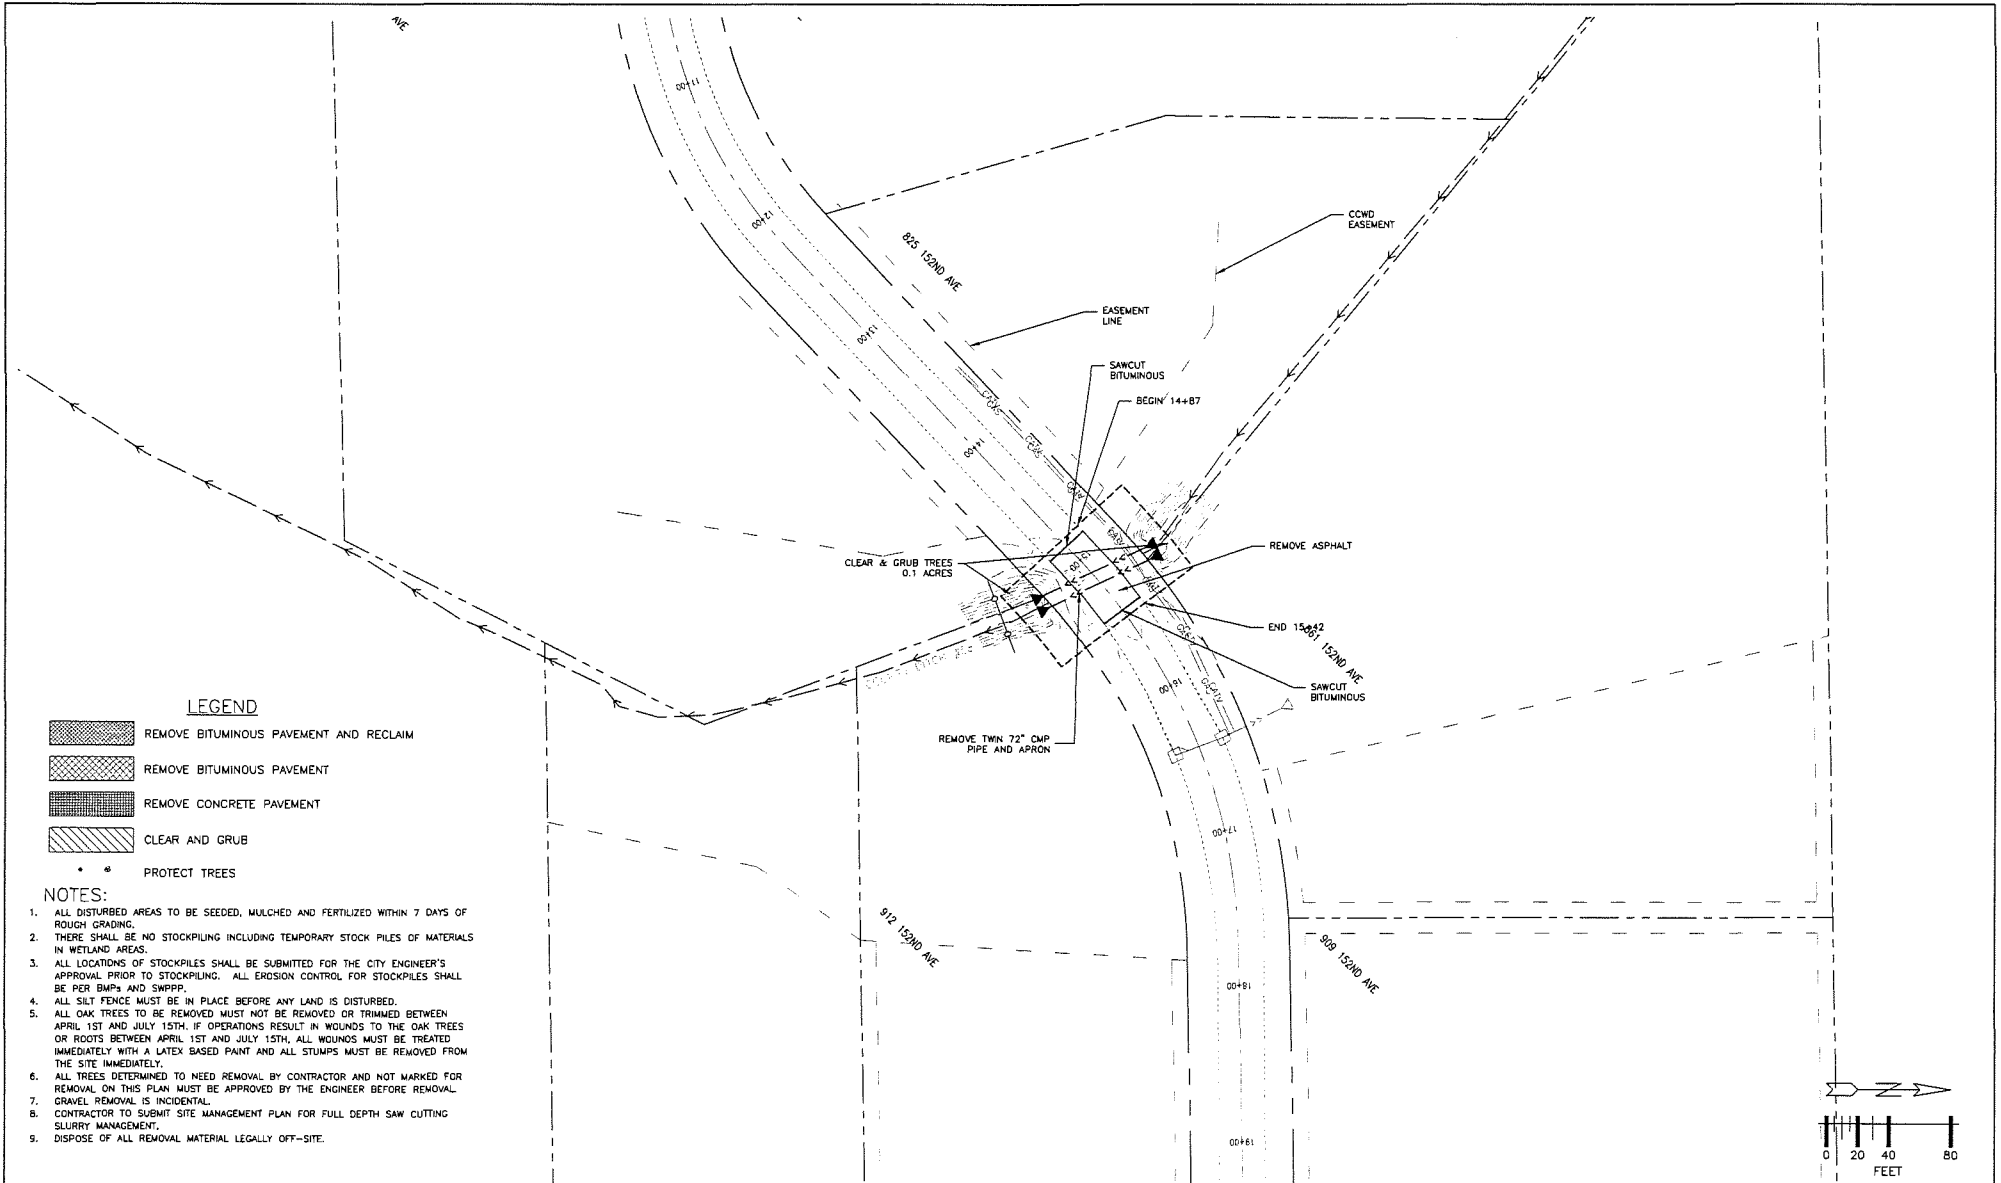 AVE
11+00
12+00
825 152ND AVE
CCWD
EASEMENT
EASEMENT
LINE
13+00
SAWCUT
BITUMINOUS
BEGIN 14+87
CATV
GAS
14+00
CLEAR & GRUB TREES
0.1 ACRES
REMOVE ASPHALT
END 15+42
861 152ND AVE
SAWCUT
BITUMINOUS
16+00
REMOVE TWIN 72" CMP
PIPE AND APRON
17+00
912 152ND AVE
909 152ND AVE
18+00
19+00
LEGEND
REMOVE BITUMINOUS PAVEMENT AND RECLAIM
REMOVE BITUMINOUS PAVEMENT
REMOVE CONCRETE PAVEMENT
CLEAR AND GRUB
PROTECT TREES
NOTES:
1. ALL DISTURBED AREAS TO BE SEEDED, MULCHED AND FERTILIZED WITHIN 7 DAYS OF
ROUGH GRADING.
2. THERE SHALL BE NO STOCKPILING INCLUDING TEMPORARY STOCK PILES OF MATERIALS
IN WETLAND AREAS.
3. ALL LOCATIONS OF STOCKPILES SHALL BE SUBMITTED FOR THE CITY ENGINEER'S
APPROVAL PRIOR TO STOCKPILING. ALL EROSION CONTROL FOR STOCKPILES SHALL
BE PER BMPs AND SWPPP.
4. ALL SILT FENCE MUST BE IN PLACE BEFORE ANY LAND IS DISTURBED.
5. ALL OAK TREES TO BE REMOVED MUST NOT BE REMOVED OR TRIMMED BETWEEN
APRIL 1ST AND JULY 15TH. IF OPERATIONS RESULT IN WOUNDS TO THE OAK TREES
OR ROOTS BETWEEN APRIL 1ST AND JULY 15TH, ALL WOUNDS MUST BE TREATED
IMMEDIATELY WITH A LATEX BASED PAINT AND ALL STUMPS MUST BE REMOVED FROM
THE SITE IMMEDIATELY.
6. ALL TREES DETERMINED TO NEED REMOVAL BY CONTRACTOR AND NOT MARKED FOR
REMOVAL ON THIS PLAN MUST BE APPROVED BY THE ENGINEER BEFORE REMOVAL
7. GRAVEL REMOVAL IS INCIDENTAL.
8. CONTRACTOR TO SUBMIT SITE MANAGEMENT PLAN FOR FULL DEPTH SAW CUTTING
SLURRY MANAGEMENT.
9. DISPOSE OF ALL REMOVAL MATERIAL LEGALLY OFF-SITE.
N
0 20 40 80
FEET